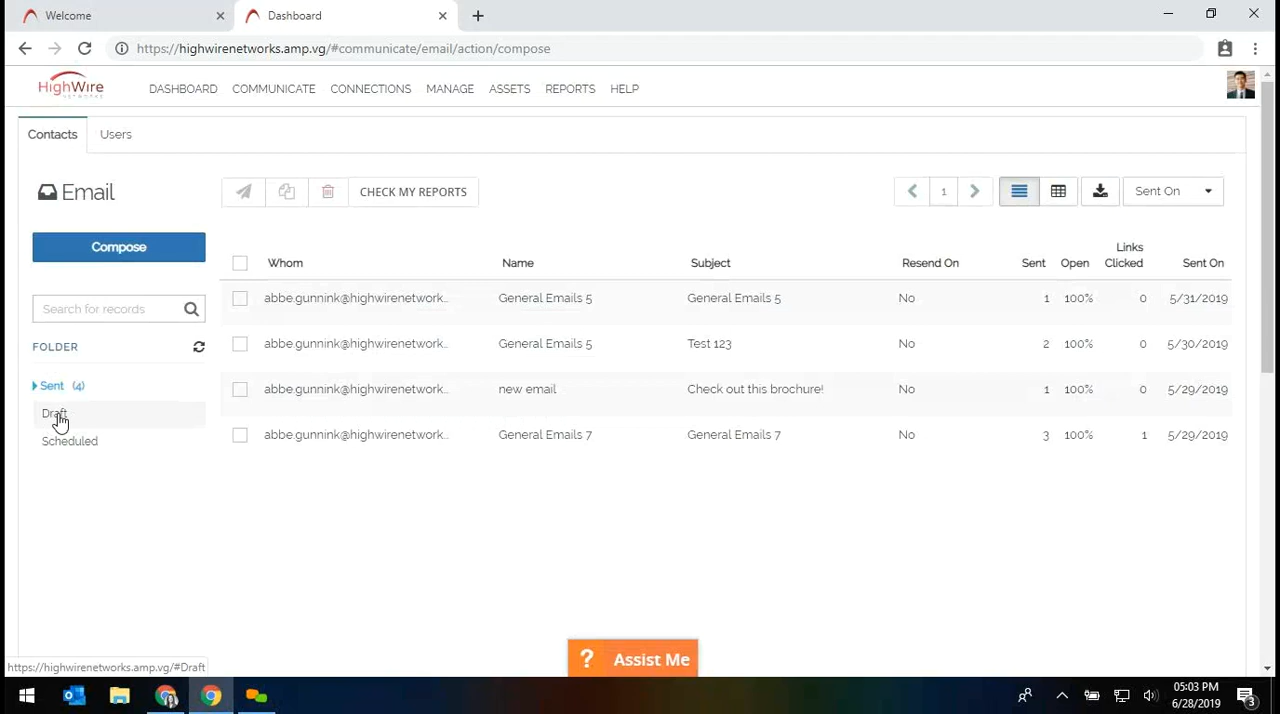 Welcome
Dashboard
https://highwirenetworks.amp.vg/#communicate/email/action/compose
HighWire
NETWORKS
DASHBOARD COMMUNICATE CONNECTIONS MANAGE ASSETS REPORTS HELP
Contacts Users
Email
CHECK MY REPORTS
1
Sent On
Compose
Whom Name Subject Resend On Sent Open Links Clicked Sent On
abbe.gunnink@highwirenetwork... General Emails 5 General Emails 5 No 1 100% 0 5/31/2019
Search for records
abbe.gunnink@highwirenetwork... General Emails 5 Test 123 No 2 100% 0 5/30/2019
FOLDER
Sent (4)
abbe.gunnink@highwirenetwork... new email Check out this brochure! No 1 100% 0 5/29/2019
Draft
abbe.gunnink@highwirenetwork... General Emails 7 General Emails 7 No 3 100% 1 5/29/2019
Scheduled
? Assist Me
https://highwirenetworks.amp.vg/#Draft
05:03 PM
6/28/2019
3